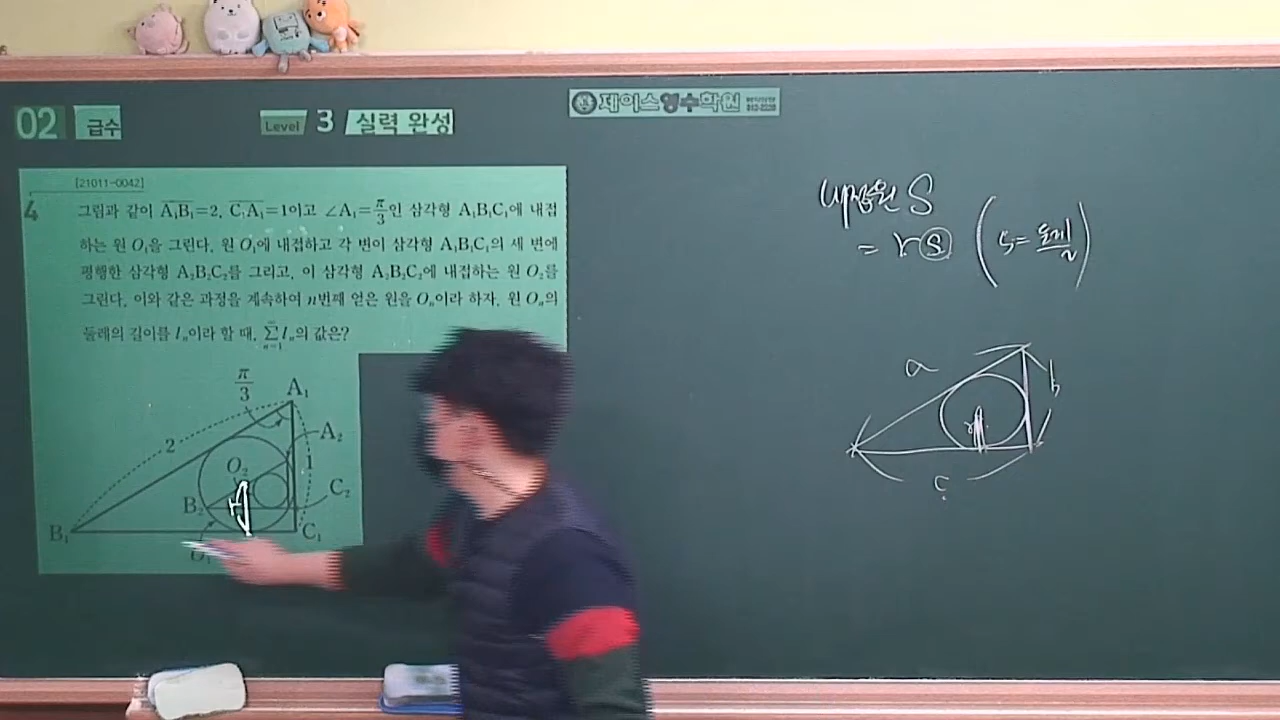 02 급수
Level 3 실력 완성
제이스영수학원
[21011-0042]
4
그림과 같이 A₁B₁=2, C₁A₁=1이고 ∠A₁=π/3인 삼각형 A₁B₁C₁에 내접
하는 원 O₁을 그린다. 원 O₁에 내접하고 각 변이 삼각형 A₁B₁C₁의 세 변에
평행한 삼각형 A₂B₂C₂를 그리고, 이 삼각형 A₂B₂C₂에 내접하는 원 O₂를
그린다. 이와 같은 과정을 계속하여 n번째 얻은 원을 Oₙ이라 하자. 원 Oₙ의
둘레의 길이를 lₙ이라 할 때, ∑ₙ₌₁ lₙ의 값은?
π/3
A₁
2
A₂
O₂
1
B₂
C₂
B₁
C₁
O₁
내접원 S
= r.s (s = 둘레/2)
a
b
r
c